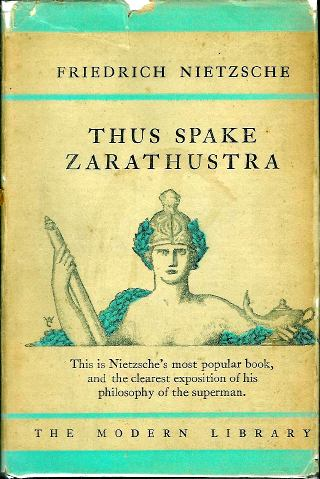 FRIEDRICH NIETZSCHE
THUS SPAKE
ZARATHUSTRA
This is Nietzsche's most popular book,
and the clearest exposition of his
philosophy of the superman.
THE MODERN LIBRARY